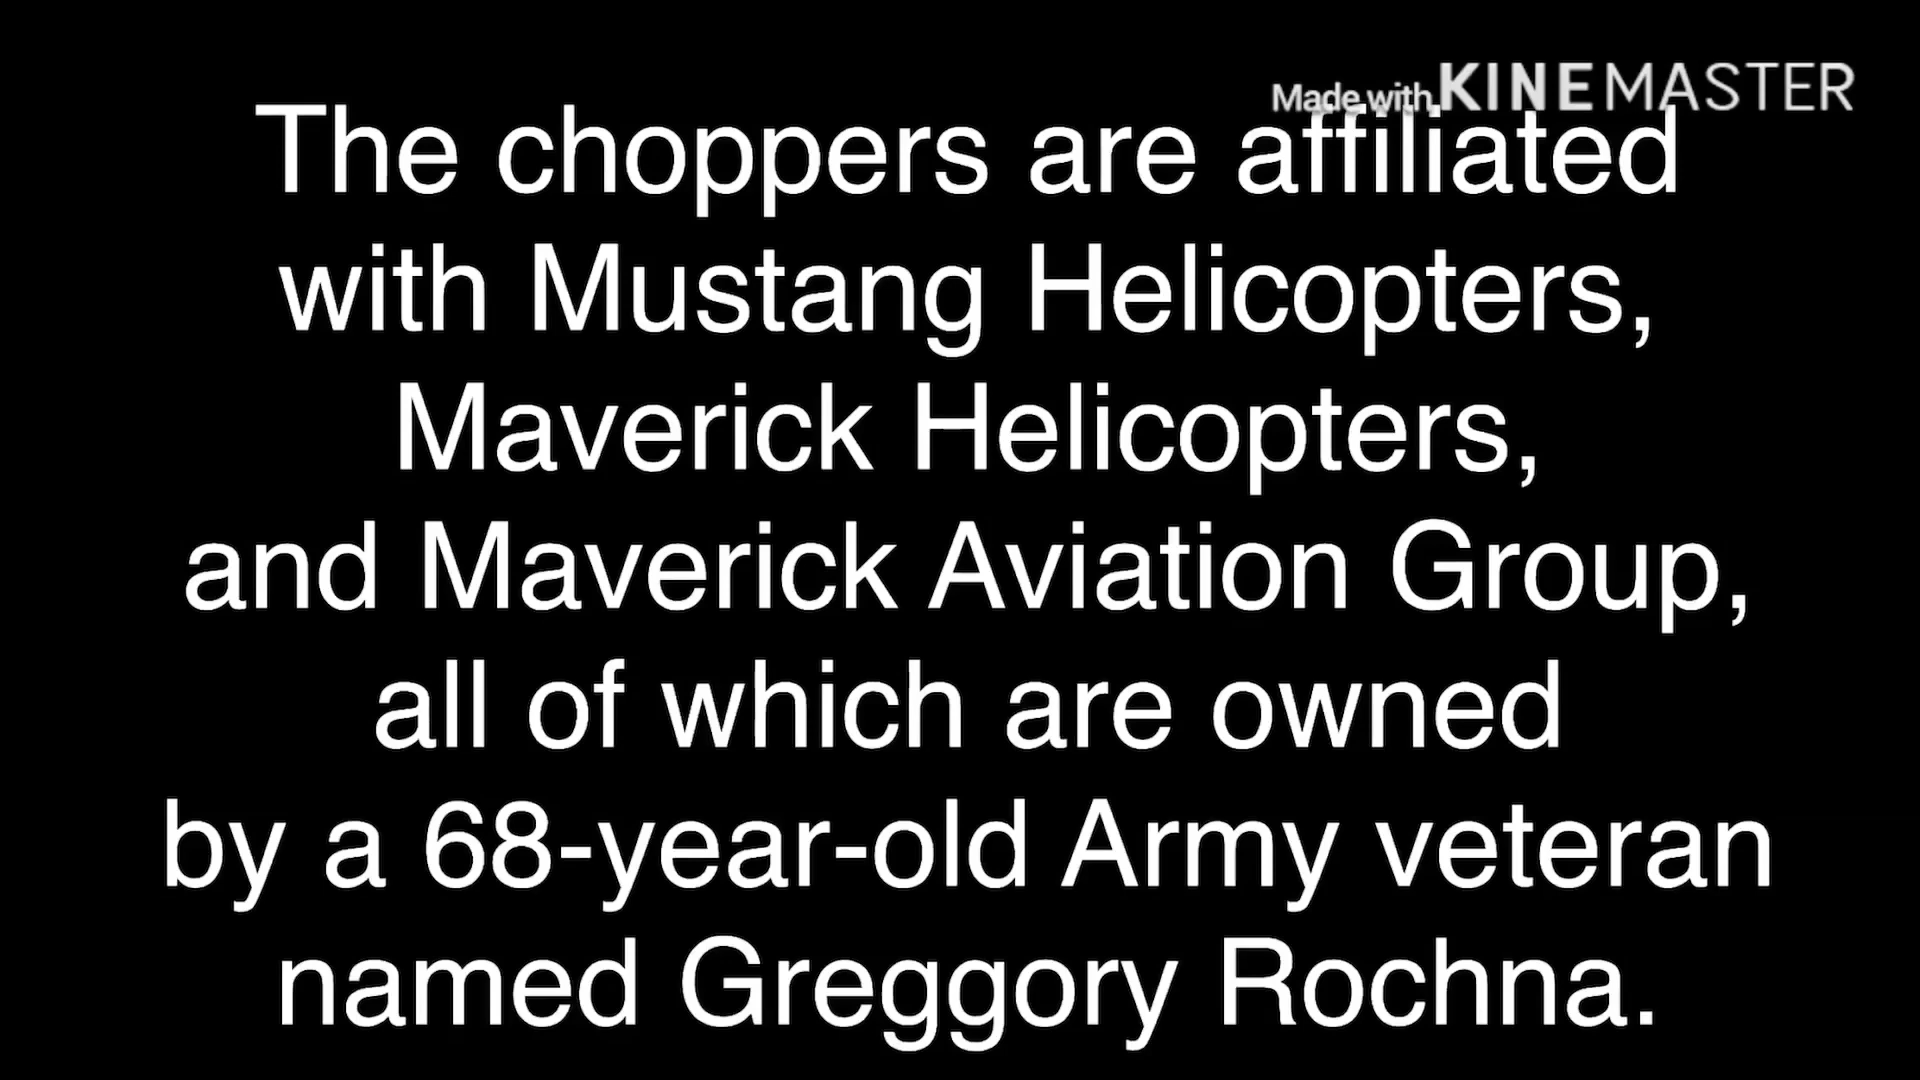 Made with KINEMASTER
The choppers are affiliated
with Mustang Helicopters,
Maverick Helicopters,
and Maverick Aviation Group,
all of which are owned
by a 68-year-old Army veteran
named Greggory Rochna.